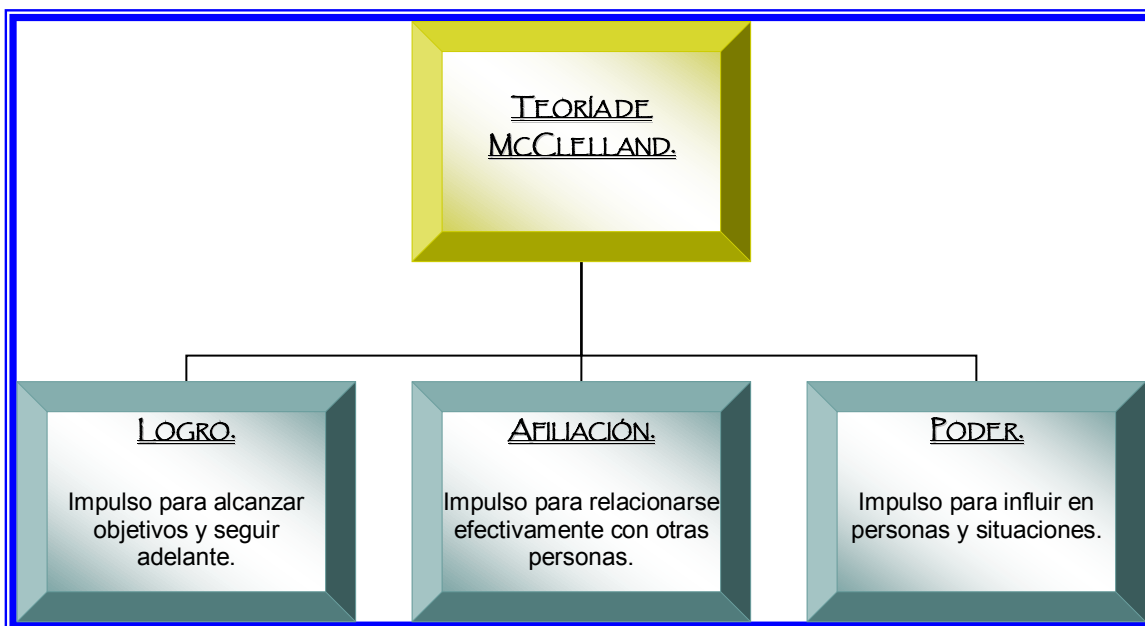 TEORÍA DE
MCCLELLAND.
LOGRO.
Impulso para alcanzar
objetivos y seguir
adelante.
AFILIACIÓN.
Impulso para relacionarse
efectivamente con otras
personas.
PODER.
Impulso para influir en
personas y situaciones.